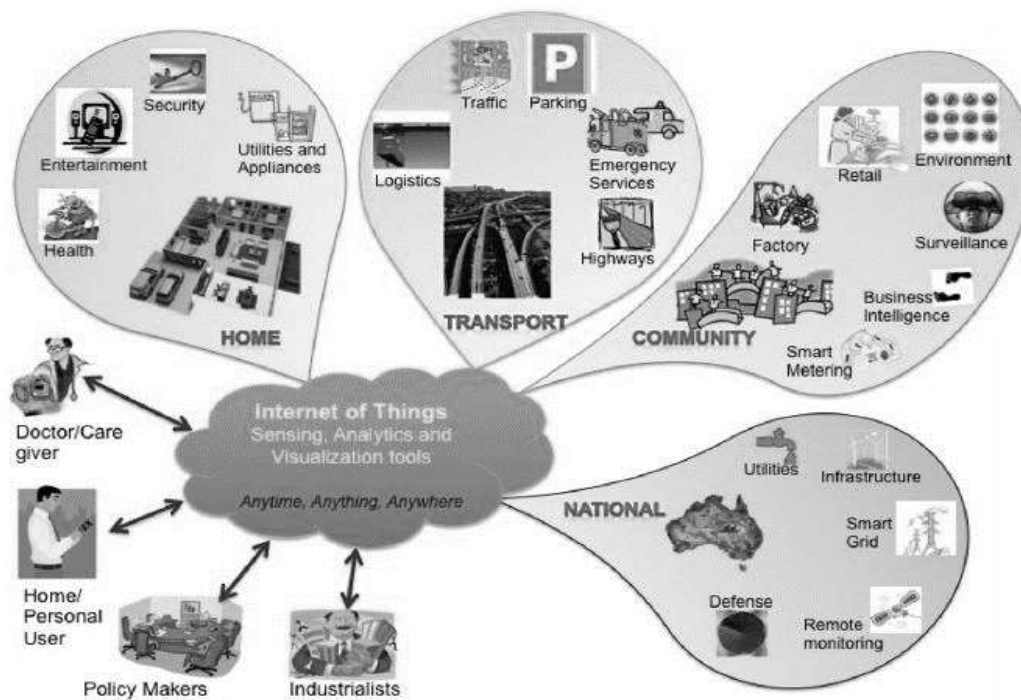 Security
Entertainment
Utilities and
Appliances
Health
HOME
Traffic
P
Parking
Logistics
Emergency
Services
Highways
TRANSPORT
Retail
Environment
Factory
Surveillance
Business
Intelligence
COMMUNITY
Smart
Metering
Internet of Things
Sensing, Analytics and
Visualization tools
Anytime, Anything, Anywhere
NATIONAL
Utilities
Infrastructure
Smart
Grid
Defense
Remote
monitoring
Doctor/Care
giver
Home/
Personal
User
Policy Makers
Industrialists